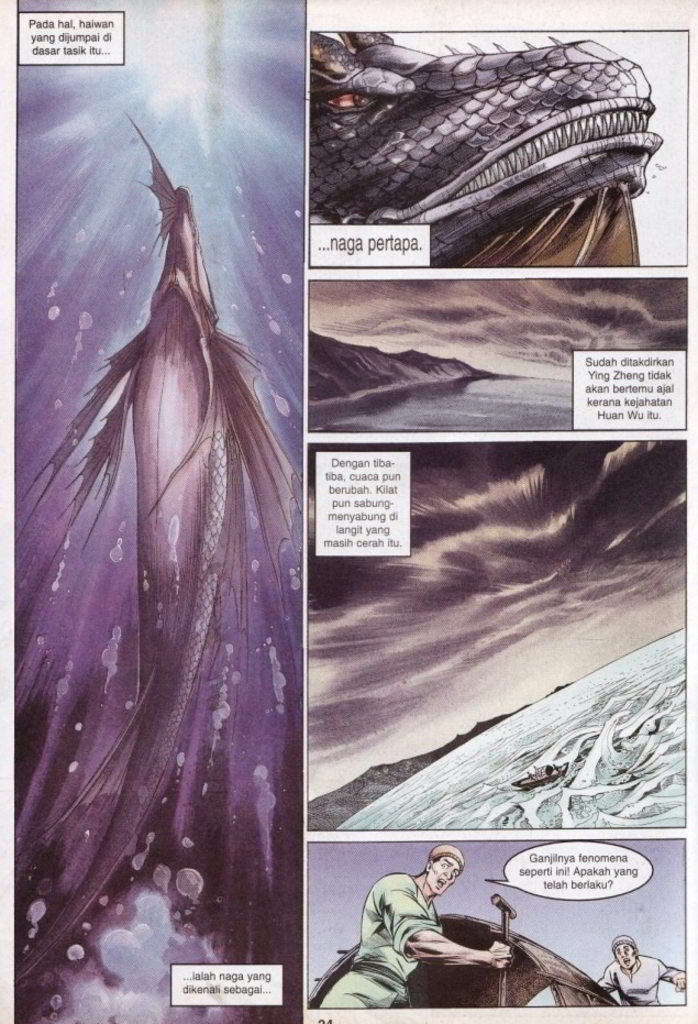 Pada hal, haiwan
yang dijumpai di
dasar tasik itu...
...ialah naga yang
dikenali sebagai...
...naga pertapa.
Sudah ditakdirkan
Ying Zheng tidak
akan bertemu ajal
kerana kejahatan
Huan Wu itu.
Dengan tiba-
tiba, cuaca pun
berubah. Kilat
pun sabung-
menyabung di
langit yang
masih cerah itu.
Ganjilnya fenomena
seperti ini! Apakah yang
telah berlaku?
24